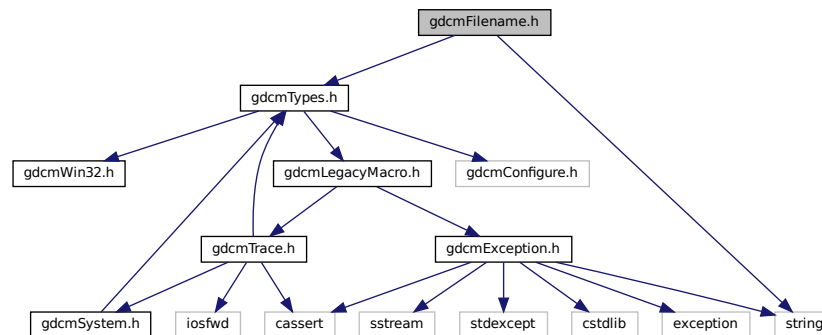 gdcmFilename.h
gdcmTypes.h
gdcmWin32.h
gdcmLegacyMacro.h
gdcmConfigure.h
gdcmTrace.h
gdcmException.h
gdcmSystem.h
iosfwd
cassert
sstream
stdexcept
cstdlib
exception
string